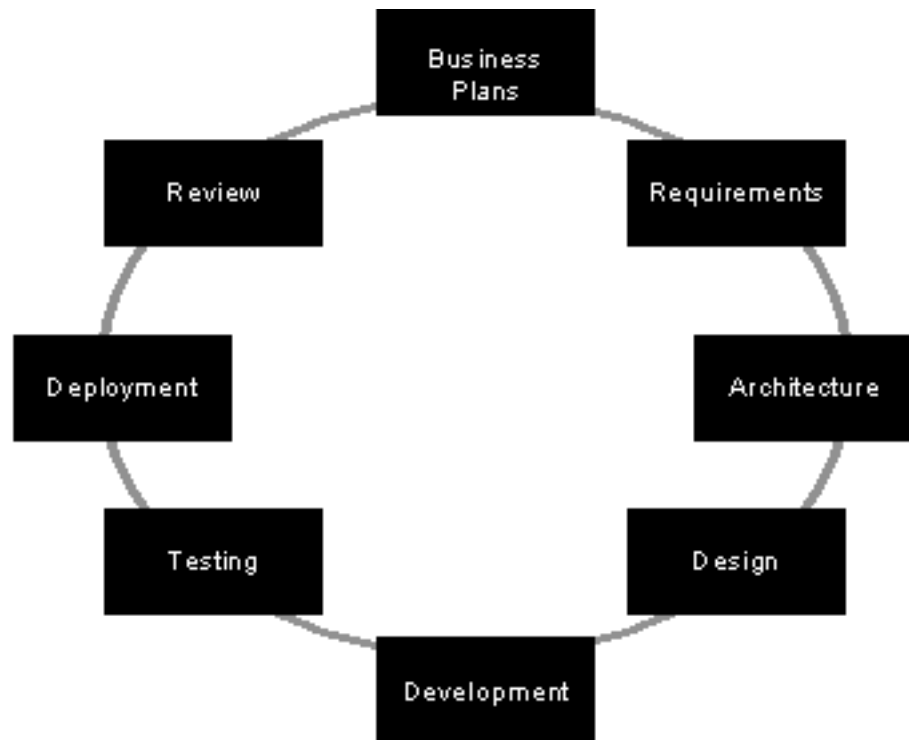 Business
Plans
Review
Requirements
Deployment
Architecture
Testing
Design
Development